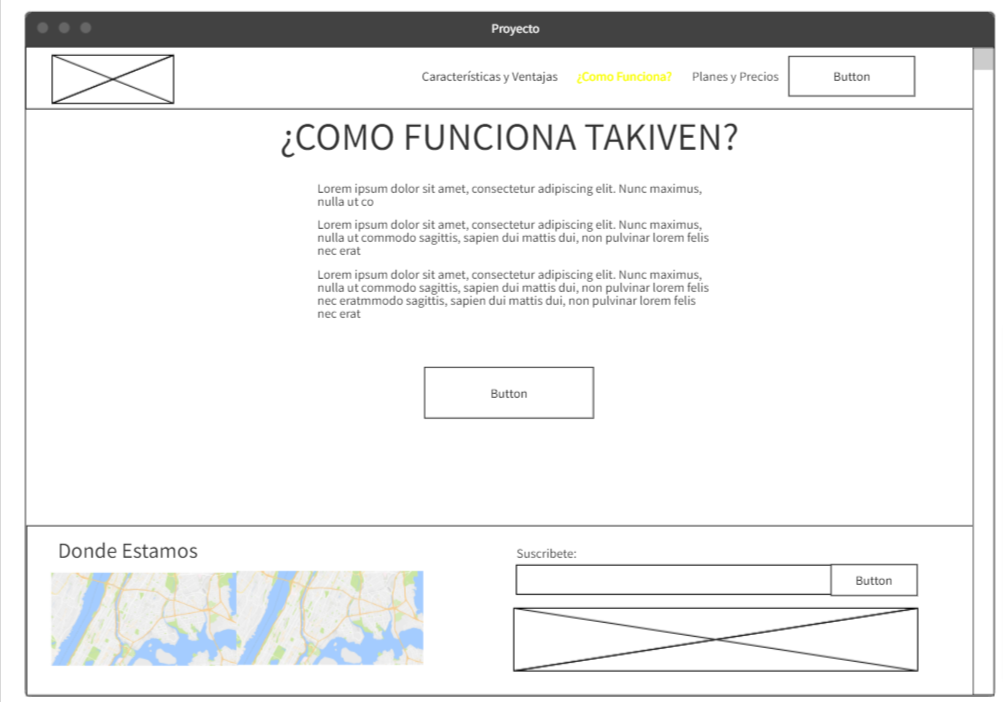 Proyecto
Características y Ventajas
¿Como Funciona?
Planes y Precios
Button
¿COMO FUNCIONA TAKIVEN?
Lorem ipsum dolor sit amet, consectetur adipiscing elit. Nunc maximus,
nulla ut co
Lorem ipsum dolor sit amet, consectetur adipiscing elit. Nunc maximus,
nulla ut commodo sagittis, sapien dui mattis dui, non pulvinar lorem felis
nec erat
Lorem ipsum dolor sit amet, consectetur adipiscing elit. Nunc maximus,
nulla ut commodo sagittis, sapien dui mattis dui, non pulvinar lorem felis
nec eratmmodo sagittis, sapien dui mattis dui, non pulvinar lorem felis
nec erat
Button
Donde Estamos
Suscribete:
Button